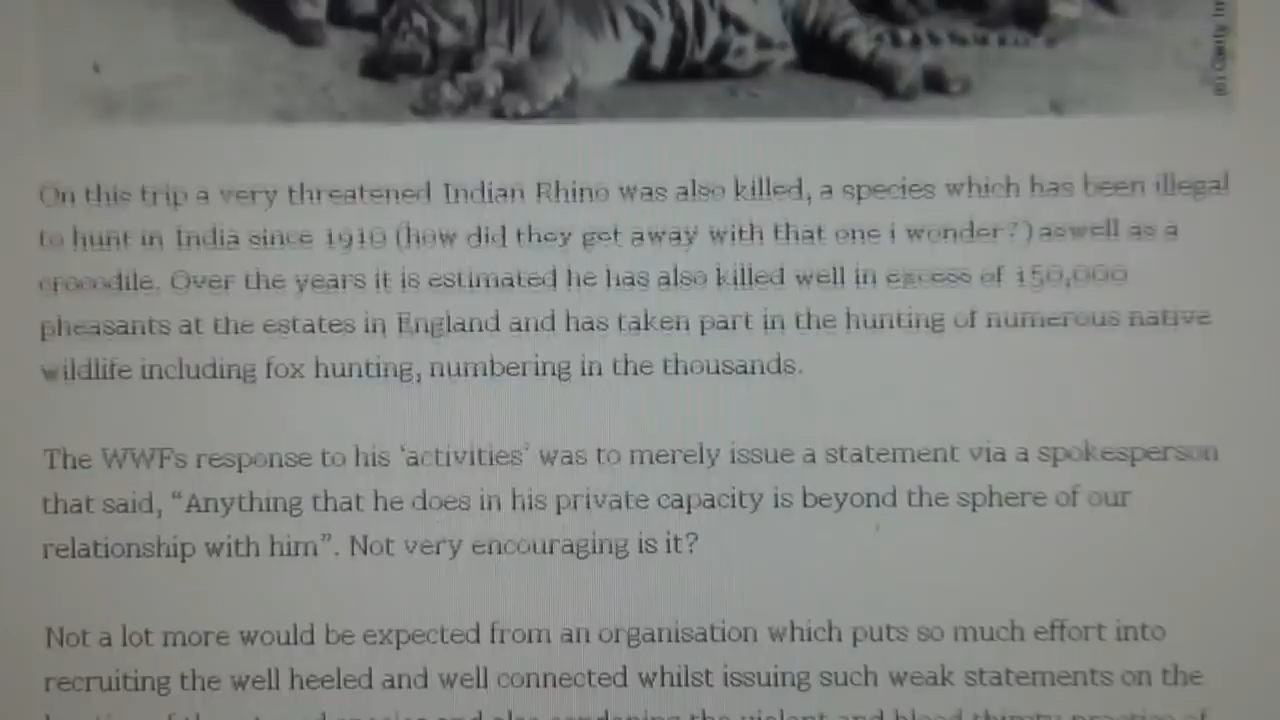 On this trip a very threatened Indian Rhino was also killed, a species which has been illegal
to hunt in India since 1910 (how did they get away with that one i wonder?) aswell as a
crocodile. Over the years it is estimated he has also killed well in excess of 150,000
pheasants at the estates in England and has taken part in the hunting of numerous native
wildlife including fox hunting, numbering in the thousands.
The WWFs response to his ‘activities’ was to merely issue a statement via a spokesperson
that said, “Anything that he does in his private capacity is beyond the sphere of our
relationship with him”. Not very encouraging is it?
Not a lot more would be expected from an organisation which puts so much effort into
recruiting the well heeled and well connected whilst issuing such weak statements on the